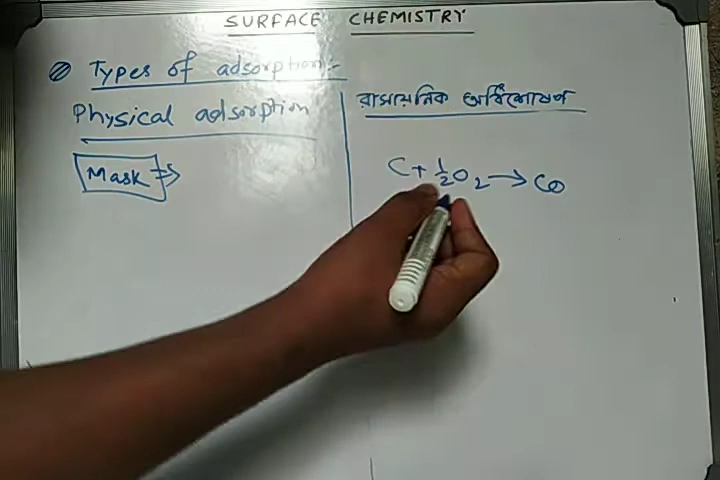 SURFACE CHEMISTRY
Types of adsorption:-
Physical adsorption
রাসায়নিক অধিশোষণ
Mask
C + 1/2 O2 → CO